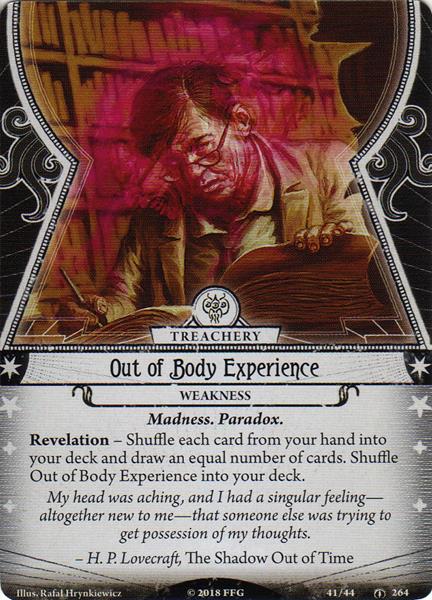 TREACHERY
Out of Body Experience
WEAKNESS
Madness. Paradox.
Revelation – Shuffle each card from your hand into
your deck and draw an equal number of cards. Shuffle
Out of Body Experience into your deck.
My head was aching, and I had a singular feeling—
altogether new to me—that someone else was trying to
get possession of my thoughts.
– H. P. Lovecraft, The Shadow Out of Time
Illus. Rafał Hrynkiewicz © 2018 FFG 41/44 264